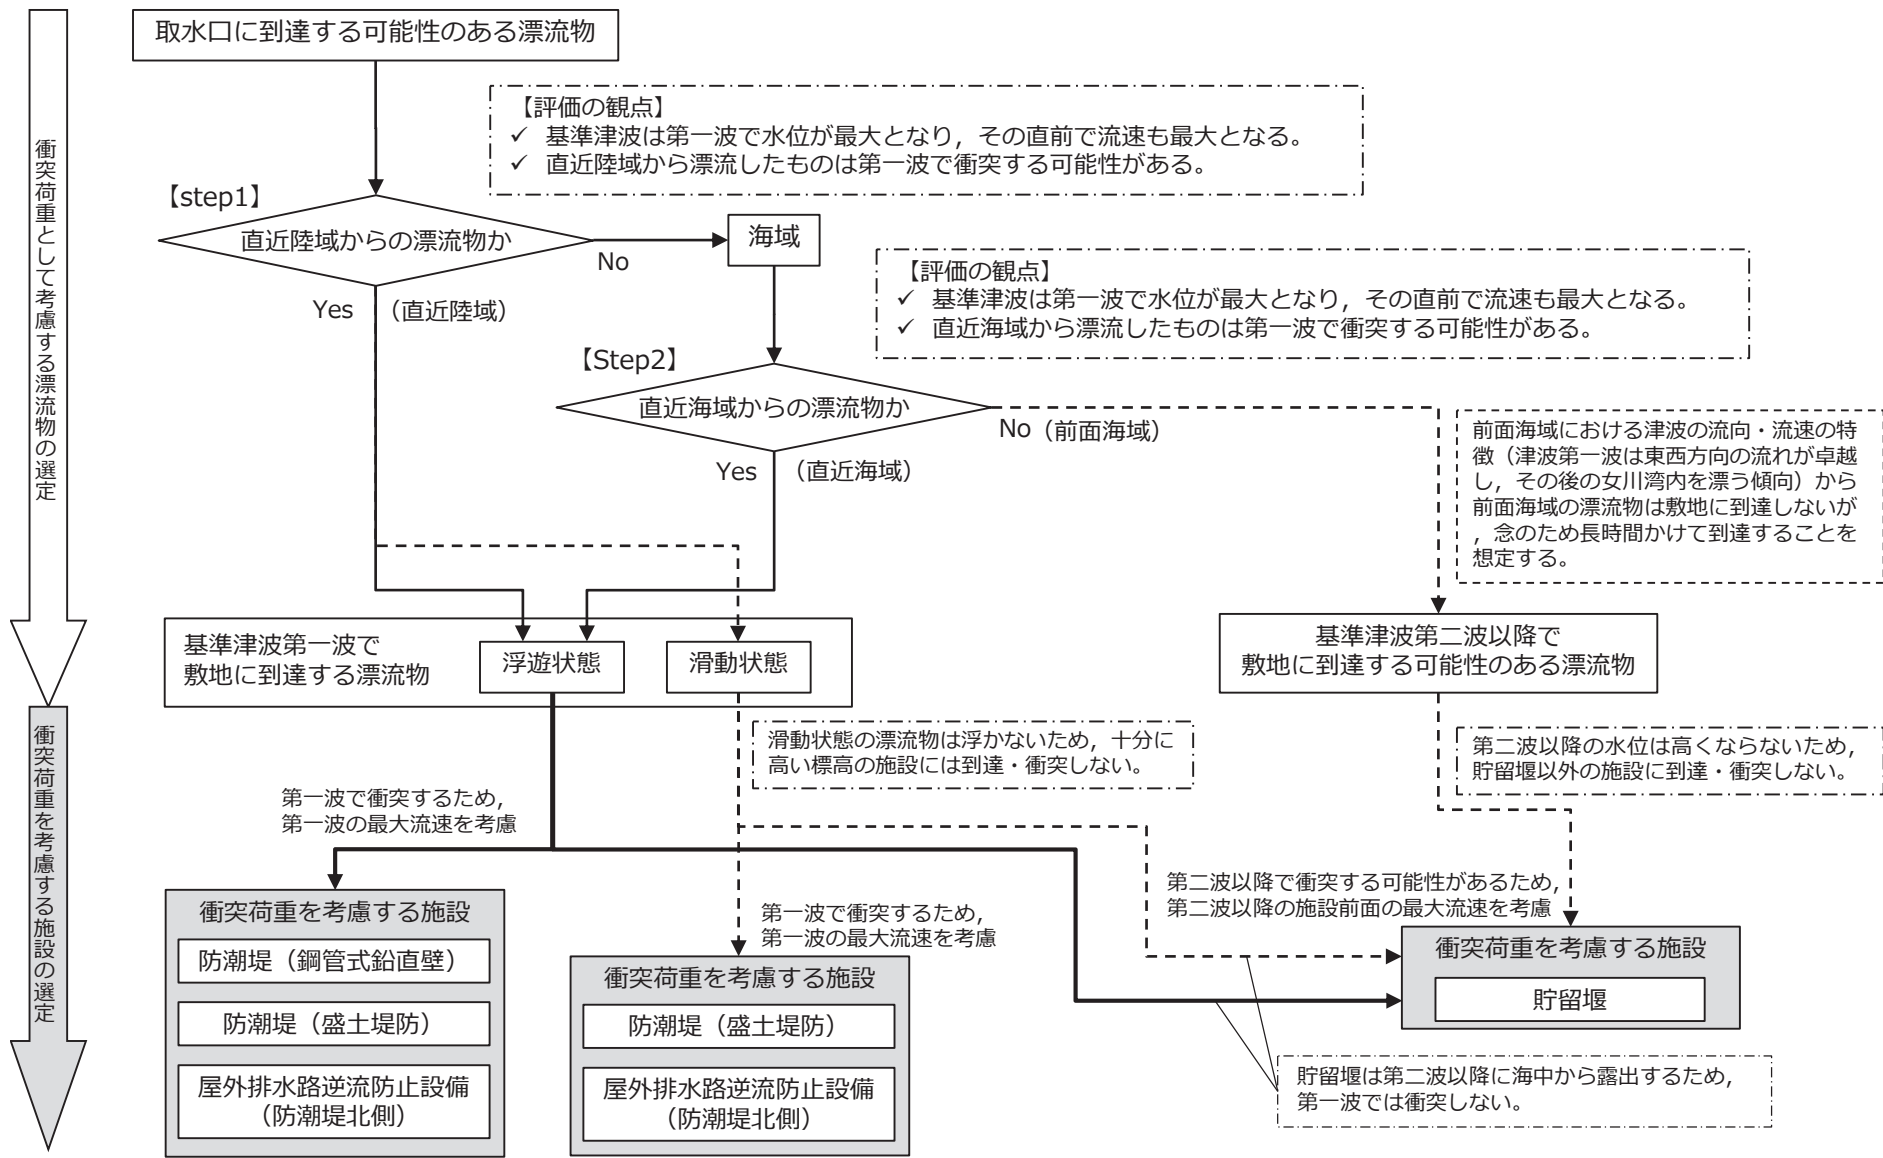 取水口に到達する可能性のある漂流物
衝突荷重として考慮する漂流物の選定
【評価の観点】
✓ 基準津波は第一波で水位が最大となり，その直前で流速も最大となる。
✓ 直近陸域から漂流したものは第一波で衝突する可能性がある。
【step1】
直近陸域からの漂流物か
No
海域
Yes （直近陸域）
【評価の観点】
✓ 基準津波は第一波で水位が最大となり，その直前で流速も最大となる。
✓ 直近海域から漂流したものは第一波で衝突する可能性がある。
【Step2】
直近海域からの漂流物か
No（前面海域）
Yes （直近海域）
前面海域における津波の流向・流速の特
徴（津波第一波は東西方向の流れが卓越
し，その後の女川湾内を漂う傾向）から
前面海域の漂流物は敷地に到達しないが
，念のため長時間かけて到達することを
想定する。
基準津波第一波で
敷地に到達する漂流物
浮遊状態
滑動状態
基準津波第二波以降で
敷地に到達する可能性のある漂流物
衝突荷重を考慮する施設の選定
滑動状態の漂流物は浮かないため，十分に
高い標高の施設には到達・衝突しない。
第二波以降の水位は高くならないため，
貯留堰以外の施設に到達・衝突しない。
第一波で衝突するため，
第一波の最大流速を考慮
第一波で衝突するため，
第一波の最大流速を考慮
第二波以降で衝突する可能性があるため，
第二波以降の施設前面の最大流速を考慮
衝突荷重を考慮する施設
防潮堤（鋼管式鉛直壁）
防潮堤（盛土堤防）
屋外排水路逆流防止設備
（防潮堤北側）
衝突荷重を考慮する施設
防潮堤（盛土堤防）
屋外排水路逆流防止設備
（防潮堤北側）
衝突荷重を考慮する施設
貯留堰
貯留堰は第二波以降に海中から露出するため，
第一波では衝突しない。